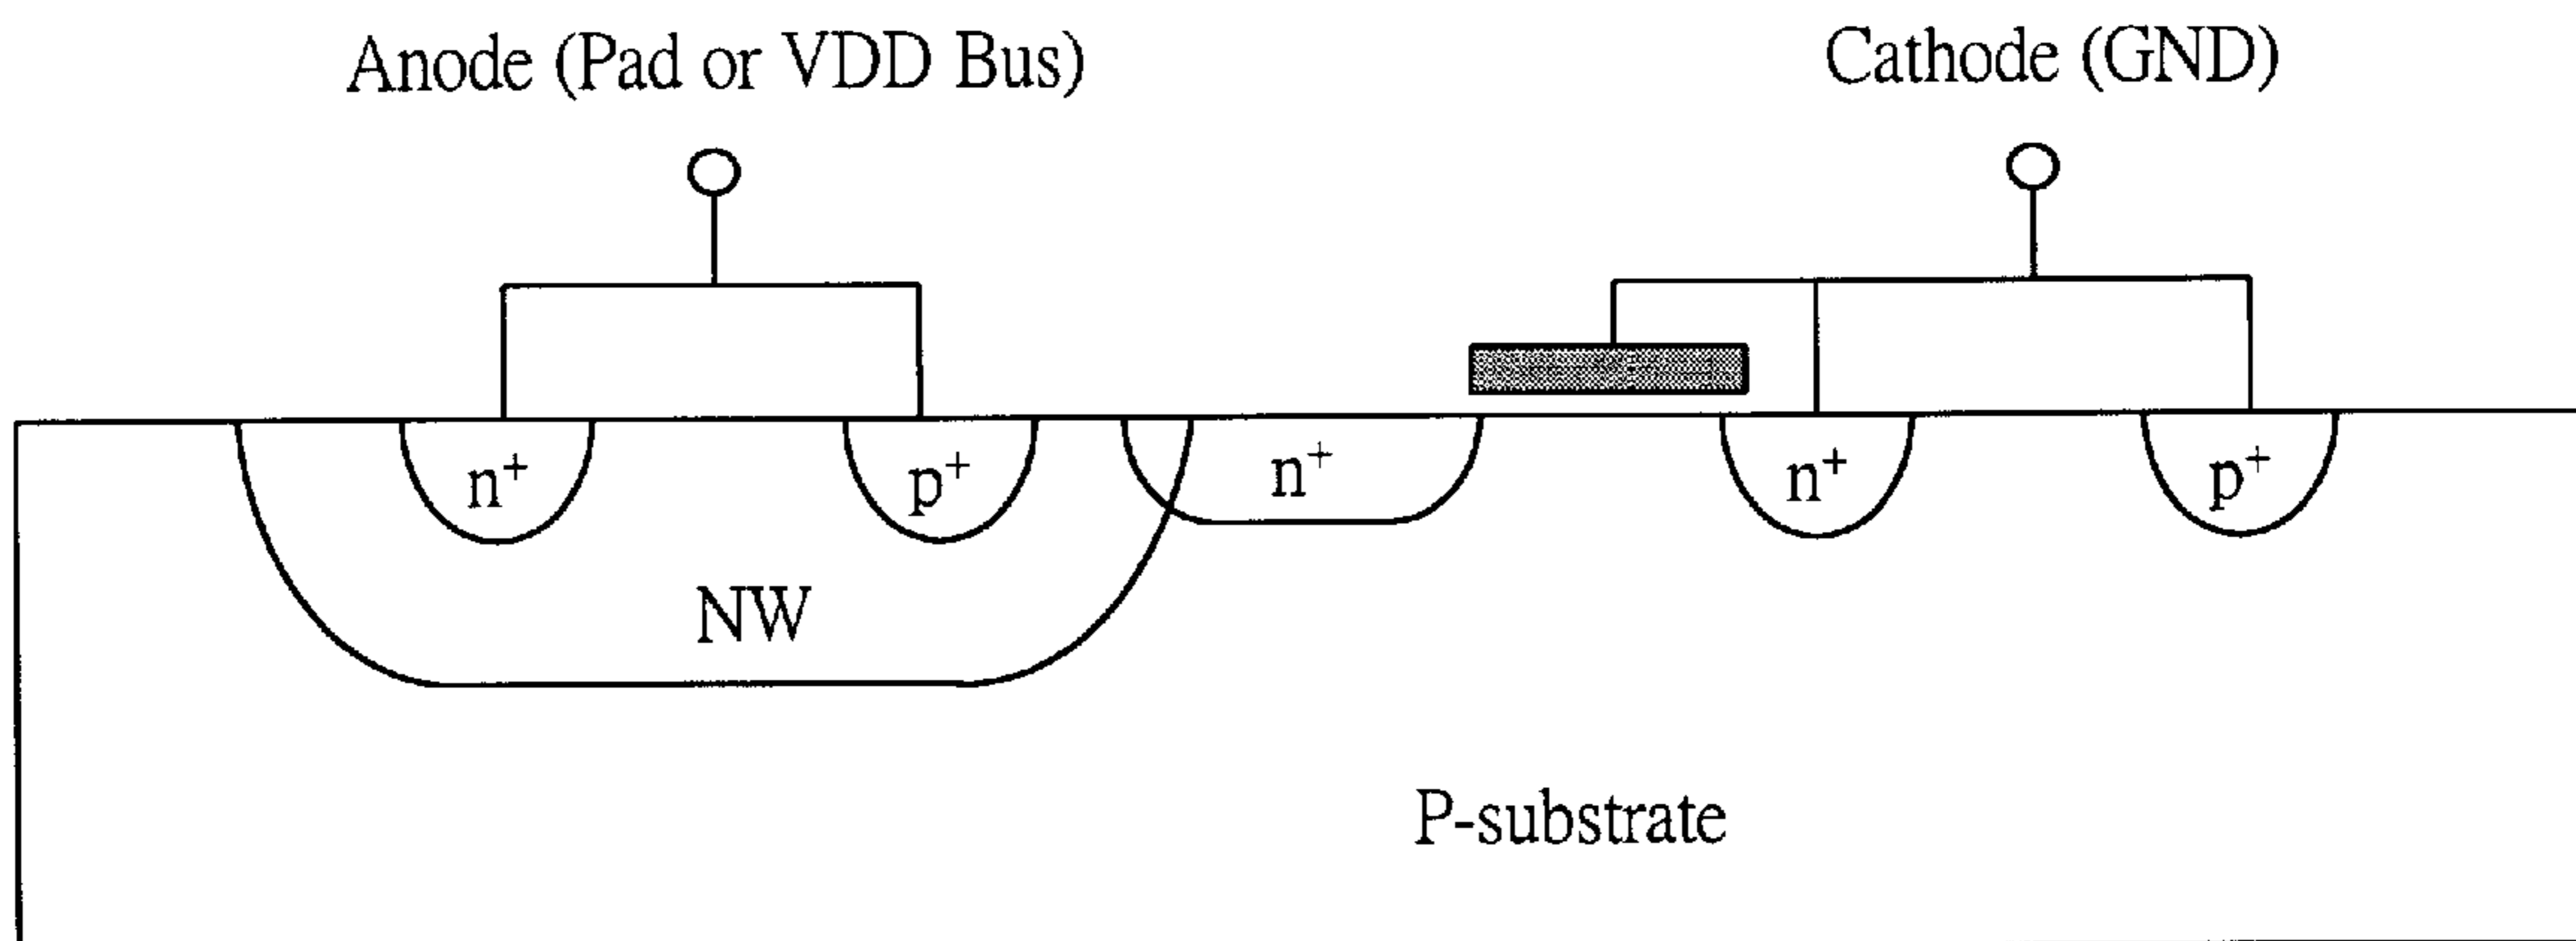 Anode (Pad or VDD Bus)
Cathode (GND)
n+
p+
n+
n+
p+
NW
P-substrate